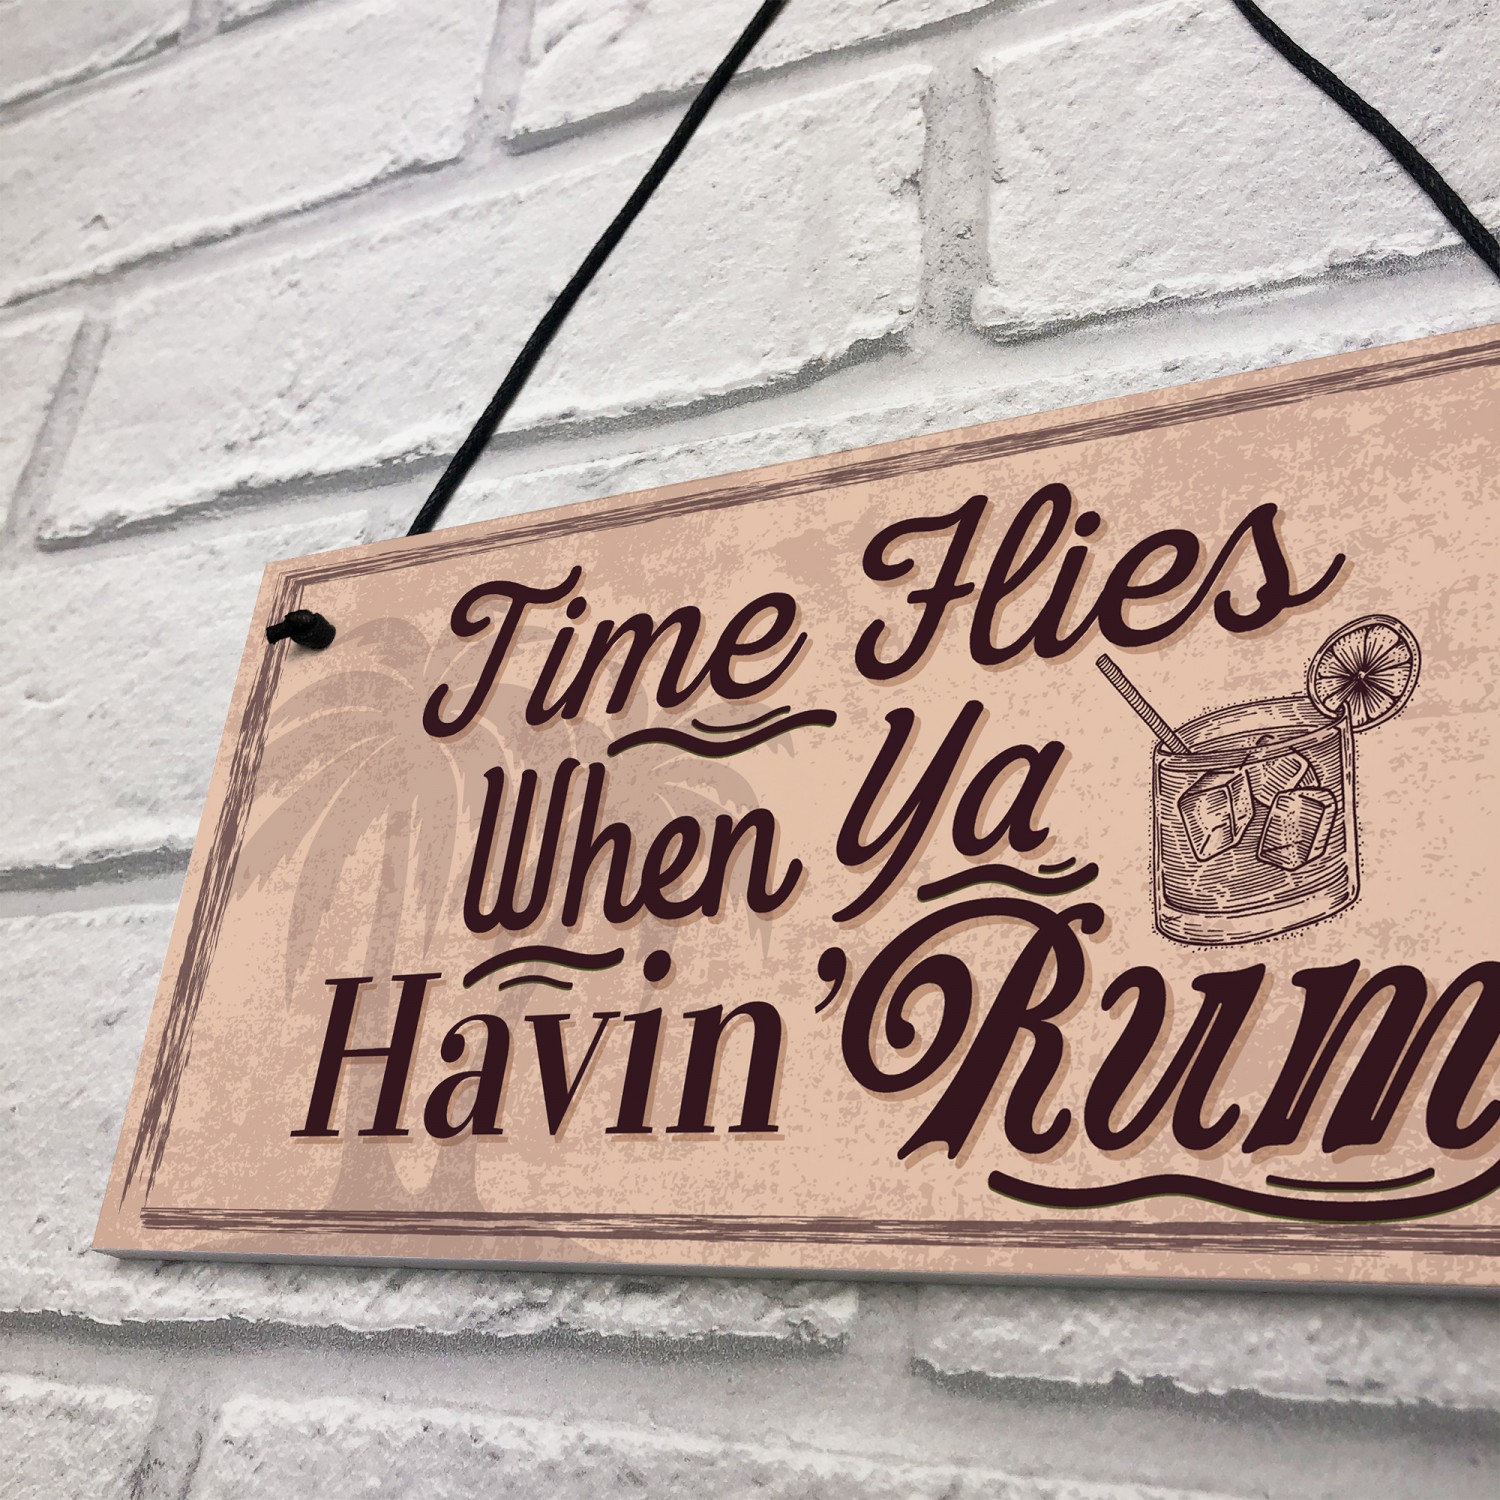 Time Flies
When Ya
Havin' Rum